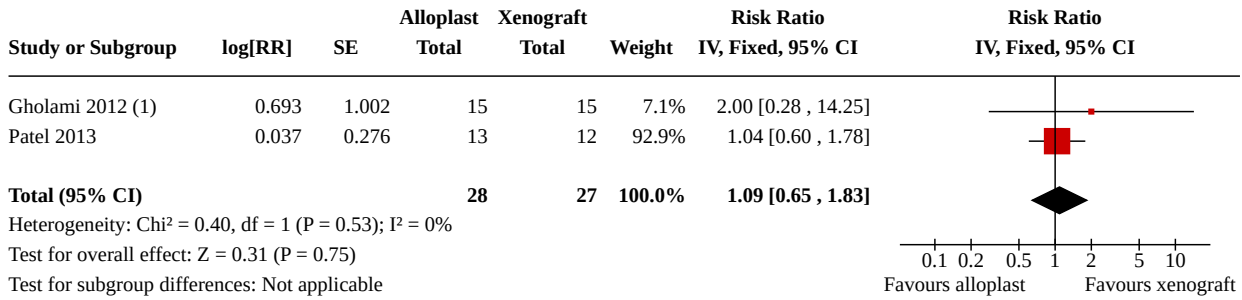 Alloplast Xenograft Risk Ratio Risk Ratio
Study or Subgroup log[RR] SE Total Total Weight IV, Fixed, 95% CI IV, Fixed, 95% CI
Gholami 2012 (1) 0.693 1.002 15 15 7.1% 2.00 [0.28 , 14.25]
Patel 2013 0.037 0.276 13 12 92.9% 1.04 [0.60 , 1.78]
Total (95% CI) 28 27 100.0% 1.09 [0.65 , 1.83]
Heterogeneity: Chi² = 0.40, df = 1 (P = 0.53); I² = 0%
Test for overall effect: Z = 0.31 (P = 0.75)
0.1 0.2 0.5 1 2 5 10
Test for subgroup differences: Not applicable Favours alloplast Favours xenograft